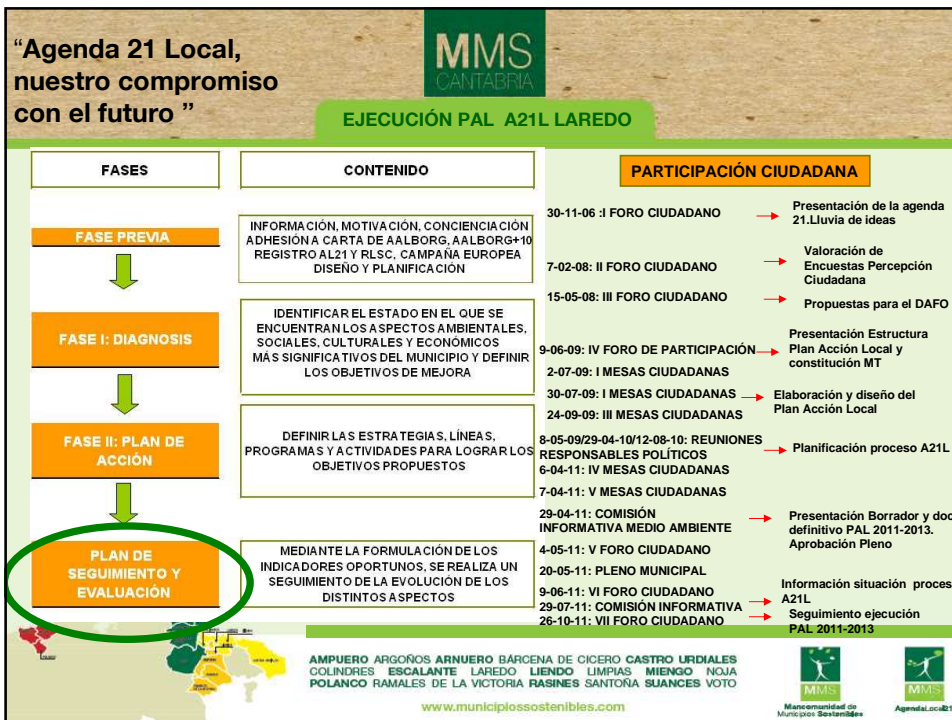 “Agenda 21 Local,
nuestro compromiso
con el futuro ”
MMS
CANTABRIA
EJECUCIÓN PAL A21L LAREDO
FASES
CONTENIDO
PARTICIPACIÓN CIUDADANA
FASE PREVIA
INFORMACIÓN, MOTIVACIÓN, CONCIENCIACIÓN
ADHESIÓN A CARTA DE AALBORG, AALBORG+10
REGISTRO AL21 Y RLSC, CAMPAÑA EUROPEA
DISEÑO Y PLANIFICACIÓN
FASE I: DIAGNOSIS
IDENTIFICAR EL ESTADO EN EL QUE SE
ENCUENTRAN LOS ASPECTOS AMBIENTALES,
SOCIALES, CULTURALES Y ECONÓMICOS
MÁS SIGNIFICATIVOS DEL MUNICIPIO Y DEFINIR
LOS OBJETIVOS DE MEJORA
FASE II: PLAN DE
ACCIÓN
DEFINIR LAS ESTRATEGIAS, LÍNEAS,
PROGRAMAS Y ACTIVIDADES PARA LOGRAR LOS
OBJETIVOS PROPUESTOS
PLAN DE
SEGUIMIENTO Y
EVALUACIÓN
MEDIANTE LA FORMULACIÓN DE LOS
INDICADORES OPORTUNOS, SE REALIZA UN
SEGUIMIENTO DE LA EVOLUCIÓN DE LOS
DISTINTOS ASPECTOS
30-11-06 :I FORO CIUDADANO
Presentación de la agenda
21.Lluvia de ideas
7-02-08: II FORO CIUDADANO
Valoración de
Encuestas Percepción
Ciudadana
15-05-08: III FORO CIUDADANO
Propuestas para el DAFO
9-06-09: IV FORO DE PARTICIPACIÓN
Presentación Estructura
Plan Acción Local y
constitución MT
2-07-09: I MESAS CIUDADANAS
30-07-09: I MESAS CIUDADANAS
Elaboración y diseño del
Plan Acción Local
24-09-09: III MESAS CIUDADANAS
8-05-09/29-04-10/12-08-10: REUNIONES
RESPONSABLES POLÍTICOS
Planificación proceso A21L
6-04-11: IV MESAS CIUDADANAS
7-04-11: V MESAS CIUDADANAS
29-04-11: COMISIÓN
INFORMATIVA MEDIO AMBIENTE
Presentación Borrador y doc
definitivo PAL 2011-2013.
Aprobación Pleno
4-05-11: V FORO CIUDADANO
20-05-11: PLENO MUNICIPAL
9-06-11: VI FORO CIUDADANO
Información situación proces
A21L
29-07-11: COMISIÓN INFORMATIVA
26-10-11: VII FORO CIUDADANO
Seguimiento ejecución
PAL 2011-2013
AMPUERO ARGOÑOS ARNUERO BÁRCENA DE CICERO CASTRO URDIALES
COLINDRES ESCALANTE LAREDO LIENDO LIMPIAS MIENGO NOJA
POLANCO RAMALES DE LA VICTORIA RASINES SANTOÑA SUANCES VOTO
www.municipiossostenibles.com
MMS
Mancomunidad de
Municipios Sostenibles
MMS
AgendaLocal21